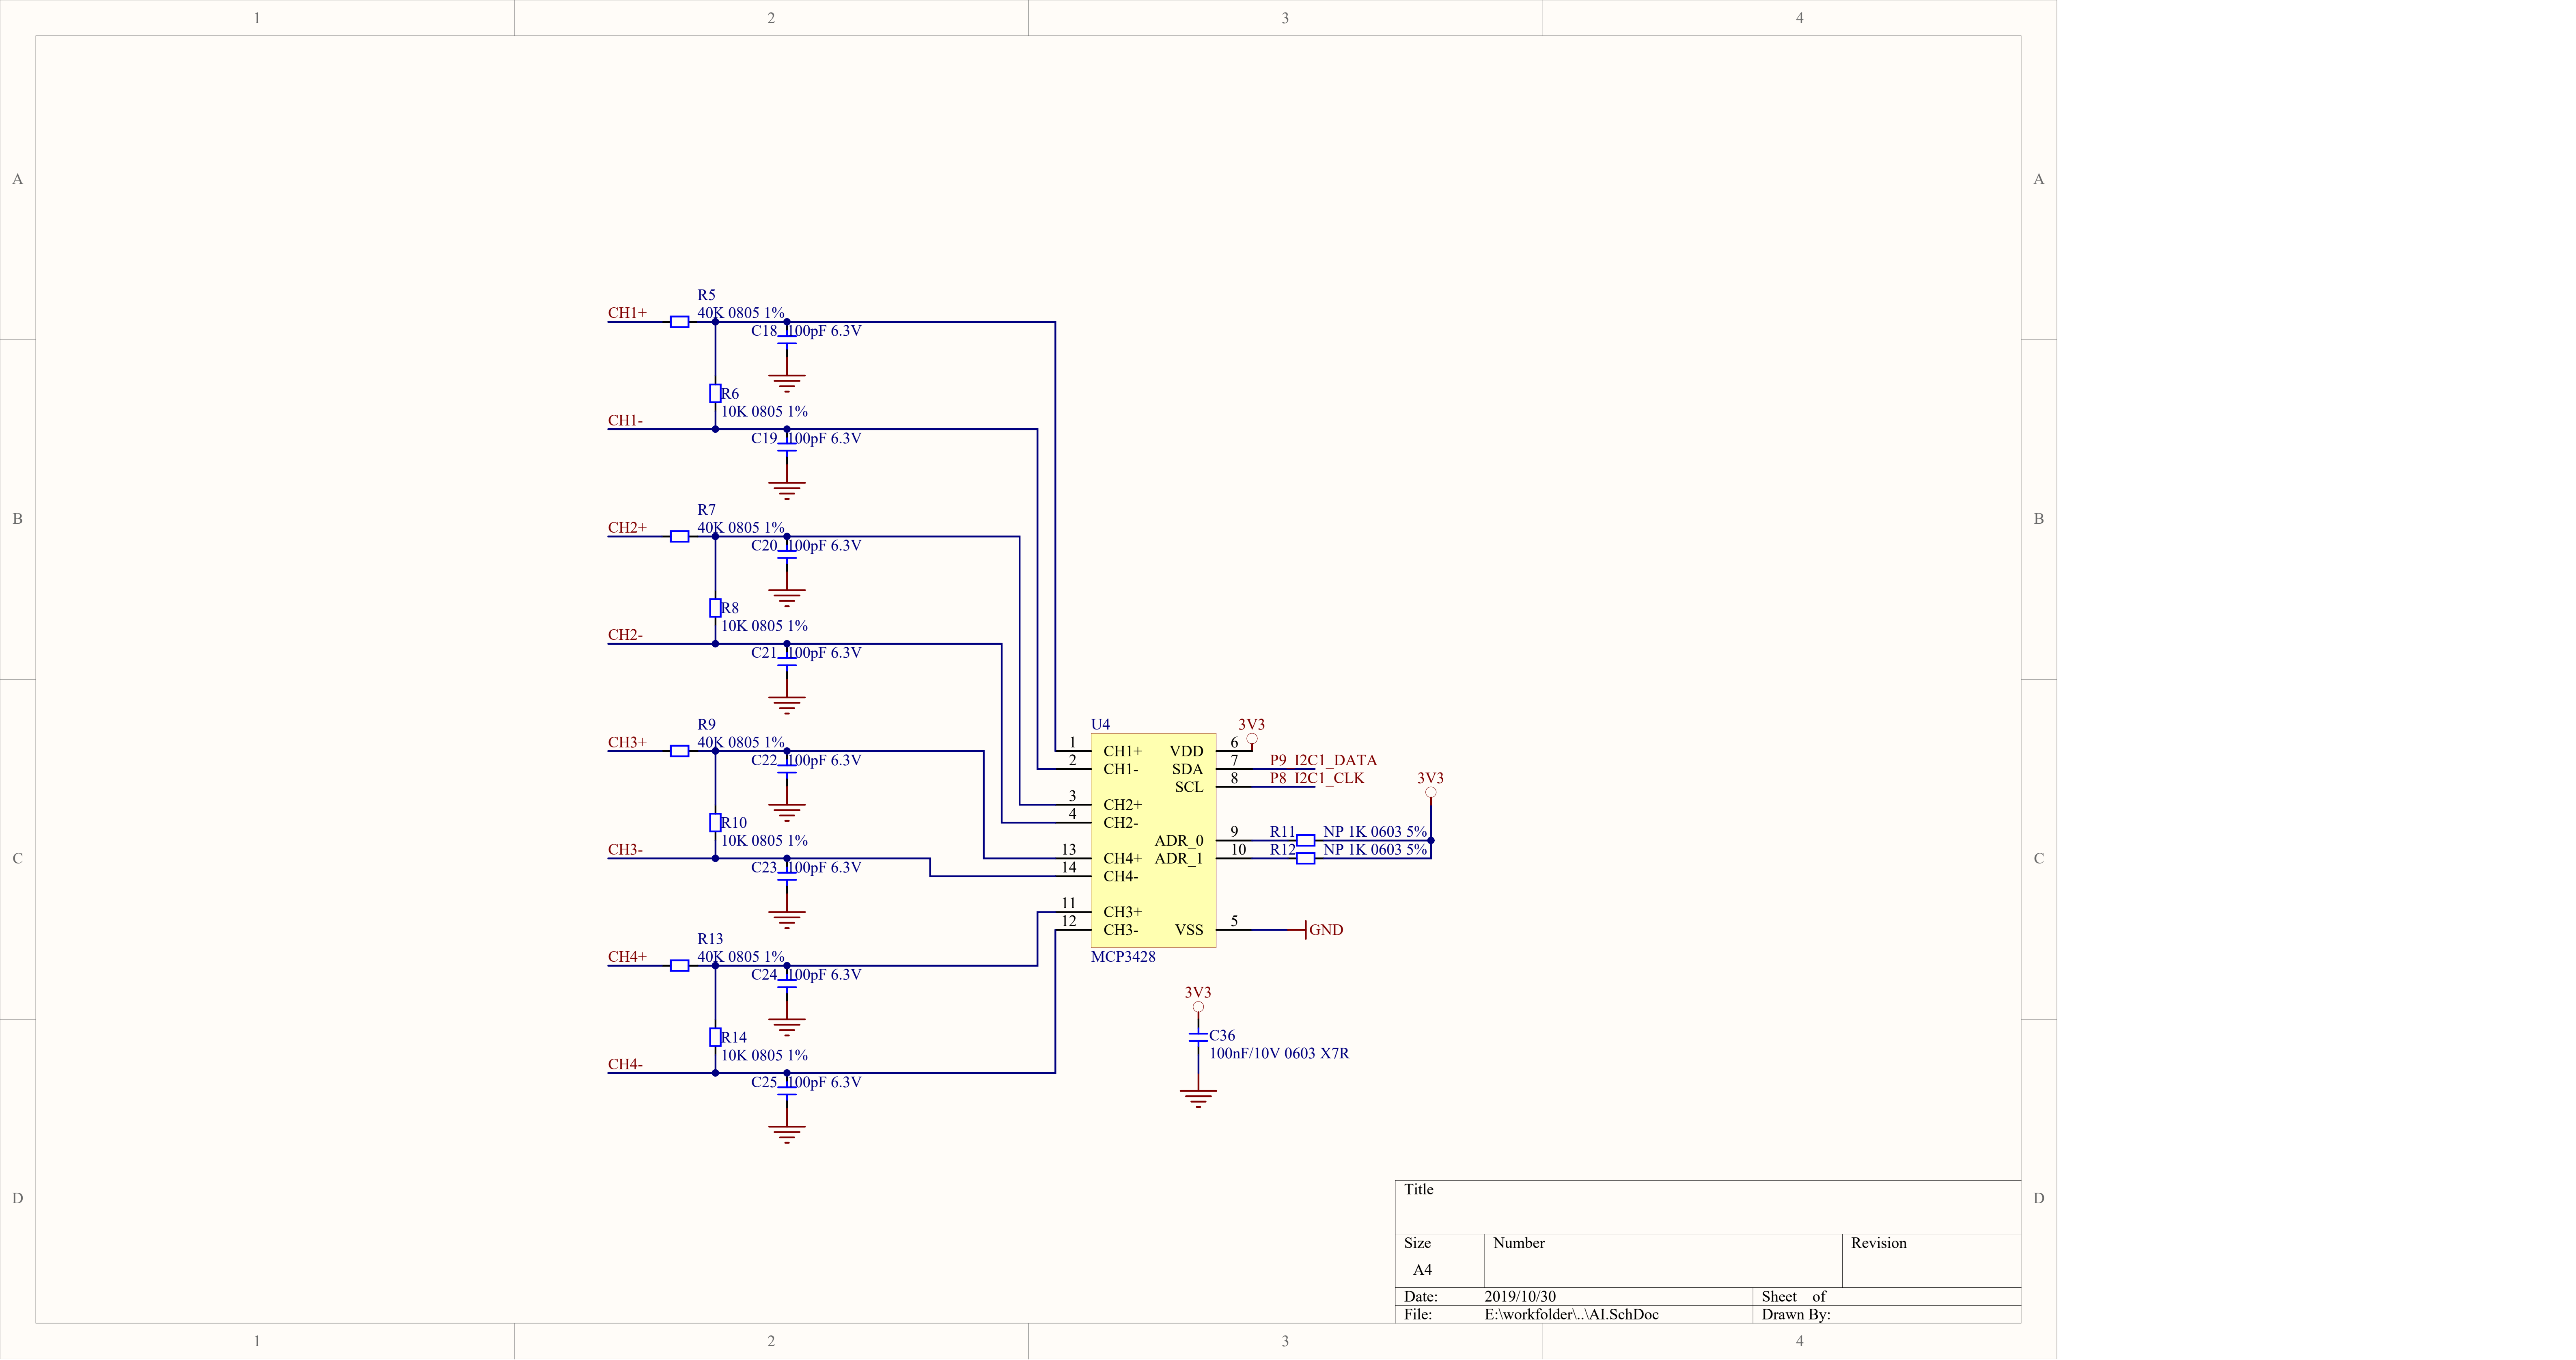 1 2 3 4
A A
B B
C C
D D
R5
CH1+ 40K 0805 1%
C18 100pF 6.3V
R6
10K 0805 1%
CH1-
C19 100pF 6.3V
R7
CH2+ 40K 0805 1%
C20 100pF 6.3V
R8
10K 0805 1%
CH2-
C21 100pF 6.3V
R9
CH3+ 40K 0805 1%
C22 100pF 6.3V
R10
10K 0805 1%
CH3-
C23 100pF 6.3V
R13
CH4+ 40K 0805 1%
C24 100pF 6.3V
R14
10K 0805 1%
CH4-
C25 100pF 6.3V
U4
3V3
1 CH1+ VDD 6
2 CH1- SDA 7 P9 I2C1_DATA
SCL 8 P8 I2C1_CLK
3 CH2+
4 CH2-
3V3
ADR_0 9 R11 NP 1K 0603 5%
13 CH4+ ADR_1 10 R12 NP 1K 0603 5%
14 CH4-
11 CH3+
12 CH3- VSS 5 GND
MCP3428
3V3
C36
100nF/10V 0603 X7R
Title
Size Number Revision
A4
Date: 2019/10/30 Sheet of
File: E:\workfolder\..\AI.SchDoc Drawn By:
1 2 3 4